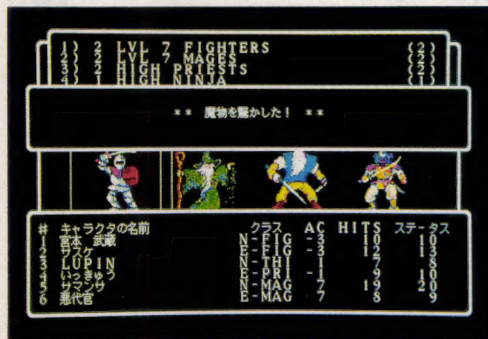 1) 2 LVL 7 FIGHTERS (2)
2) 2 LVL 7 MAGES (2)
3) 2 HIGH PRIESTS (2)
4) 1 HIGH NINJA (1)
** 魔物を驚かした! **
# キャラクタの名前 クラス AC HITS ステータス
1 宮本 武蔵 N-FIG -3 10 10
2 サスケ E-FIG -3 12 13
3 LUPIN N-THI 1 7 8
4 いっきゅう E-PRI -1 9 10
5 サマンサ N-MAG 7 19 20
6 悪代官 E-MAG 7 8 9